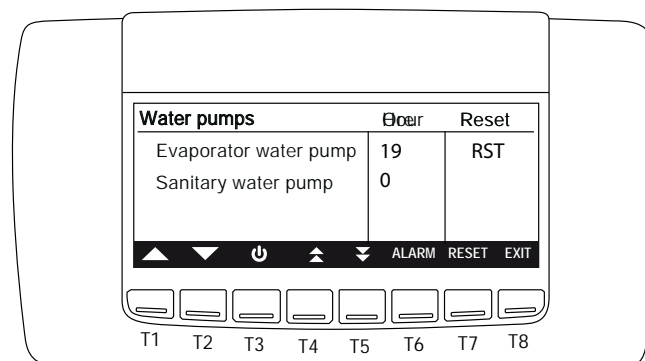 Water pumps Reset
Evaporator water pump 19 RST
Sanitary water pump 0
ALARM RESET EXIT
T1 T2 T3 T4 T5 T6 T7 T8